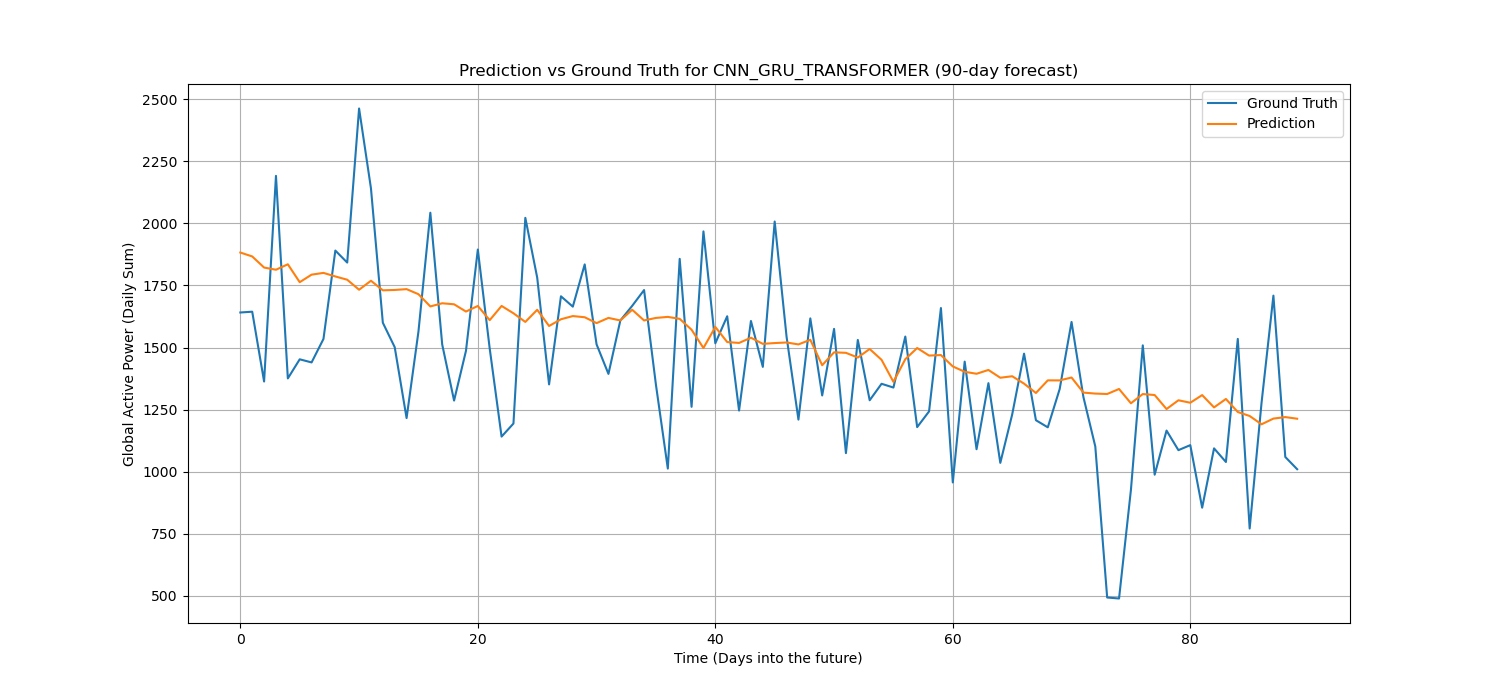 Prediction vs Ground Truth for CNN_GRU_TRANSFORMER (90-day forecast)
Ground Truth
Prediction
Global Active Power (Daily Sum)
2500
2250
2000
1750
1500
1250
1000
750
500
0 20 40 60 80
Time (Days into the future)